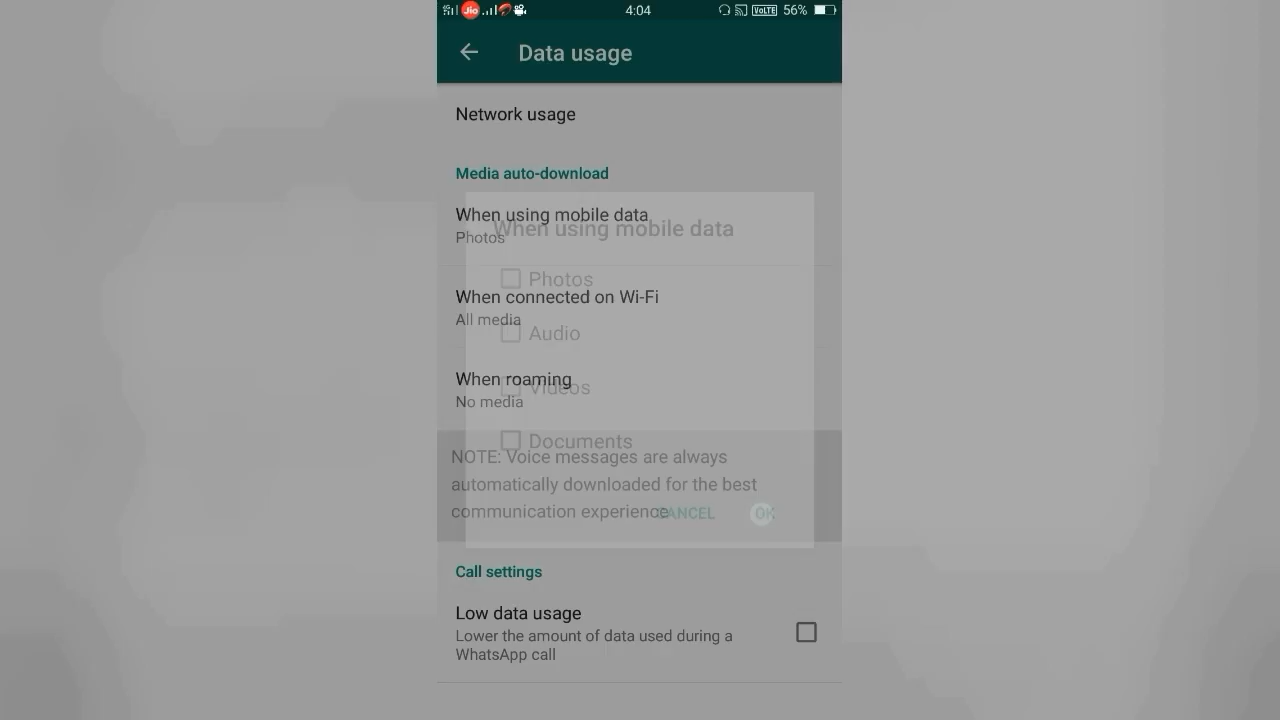 Jio 4:04 VoLTE 56%
Data usage
Network usage
Media auto-download
When using mobile data
Photos
When using mobile data
Photos
When connected on Wi-Fi
All media
Audio
When roaming
Videos
No media
Documents
NOTE: Voice messages are always
automatically downloaded for the best
communication experience.
CANCEL OK
Call settings
Low data usage
Lower the amount of data used during a
WhatsApp call